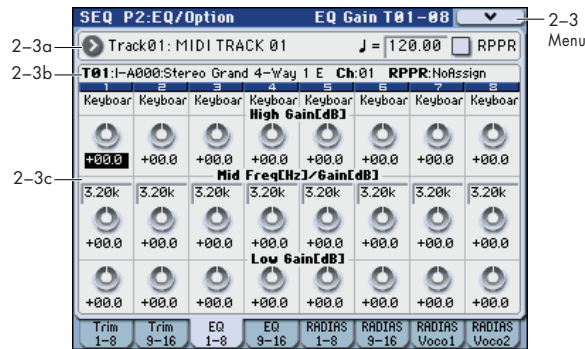 SEQ P2:EQ/Option EQ Gain T01-08
2-3
Menu
2-3a
Track01: MIDI TRACK 01 ♩= 120.00 RPPR
2-3b
T01:I-A000:Stereo Grand 4-Way 1 E Ch:01 RPPR:NoAssign
1 2 3 4 5 6 7 8
Keyboar Keyboar Keyboar Keyboar Keyboar Keyboar Keyboar Keyboar
High Gain[dB]
+00.0 +00.0 +00.0 +00.0 +00.0 +00.0 +00.0 +00.0
2-3c
Mid Freq[Hz]/Gain[dB]
3.20k 3.20k 3.20k 3.20k 3.20k 3.20k 3.20k 3.20k
+00.0 +00.0 +00.0 +00.0 +00.0 +00.0 +00.0 +00.0
Low Gain[dB]
+00.0 +00.0 +00.0 +00.0 +00.0 +00.0 +00.0 +00.0
Trim 1-8
Trim 9-16
EQ 1-8
EQ 9-16
RADIAS 1-8
RADIAS 9-16
RADIAS Voco1
RADIAS Voco2